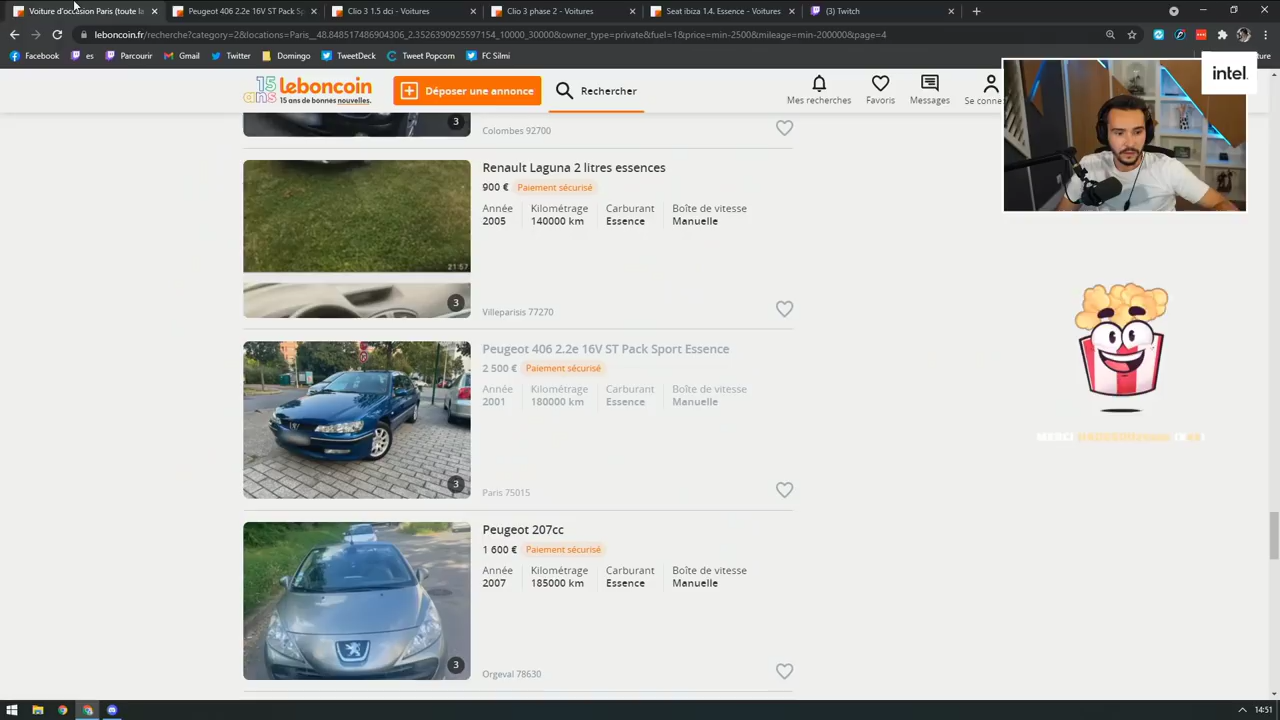 Voiture d'occasion Paris (toute la
Peugeot 406 2.2e 16V ST Pack Sp
Clio 3 1.5 dci - Voitures
Clio 3 phase 2 - Voitures
Seat ibiza 1.4. Essence - Voitures
(3) Twitch
leboncoin.fr/recherche?category=2&locations=Paris__48.848517486904306_2.3526390925597154_10000_30000&owner_type=private&fuel=1&price=min-2500&mileage=min-200000&page=4
Facebook
es
Parcourir
Twitter
Domingo
TweetDeck
Tweet Popcorn
FC Silmi
15 ans
leboncoin
15 ans de bonnes nouvelles.
Déposer une annonce
Rechercher
Mes recherches
Favoris
Messages
Se conne
intel.
3
Colombes 92700
Renault Laguna 2 litres essences
900 € Paiement sécurisé
Année Kilométrage Carburant Boîte de vitesse
2005 140000 km Essence Manuelle
21:57
3
Villeparisis 77270
Peugeot 406 2.2e 16V ST Pack Sport Essence
2 500 € Paiement sécurisé
Année Kilométrage Carburant Boîte de vitesse
2001 180000 km Essence Manuelle
3
Paris 75015
MERCI
Peugeot 207cc
1 600 € Paiement sécurisé
Année Kilométrage Carburant Boîte de vitesse
2007 185000 km Essence Manuelle
3
Orgeval 78630
14:51